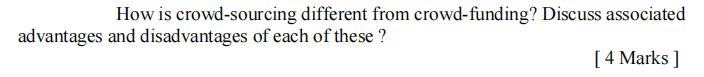 How is crowd-sourcing different from crowd-funding? Discuss associated
advantages and disadvantages of each of these ?
[ 4 Marks ]